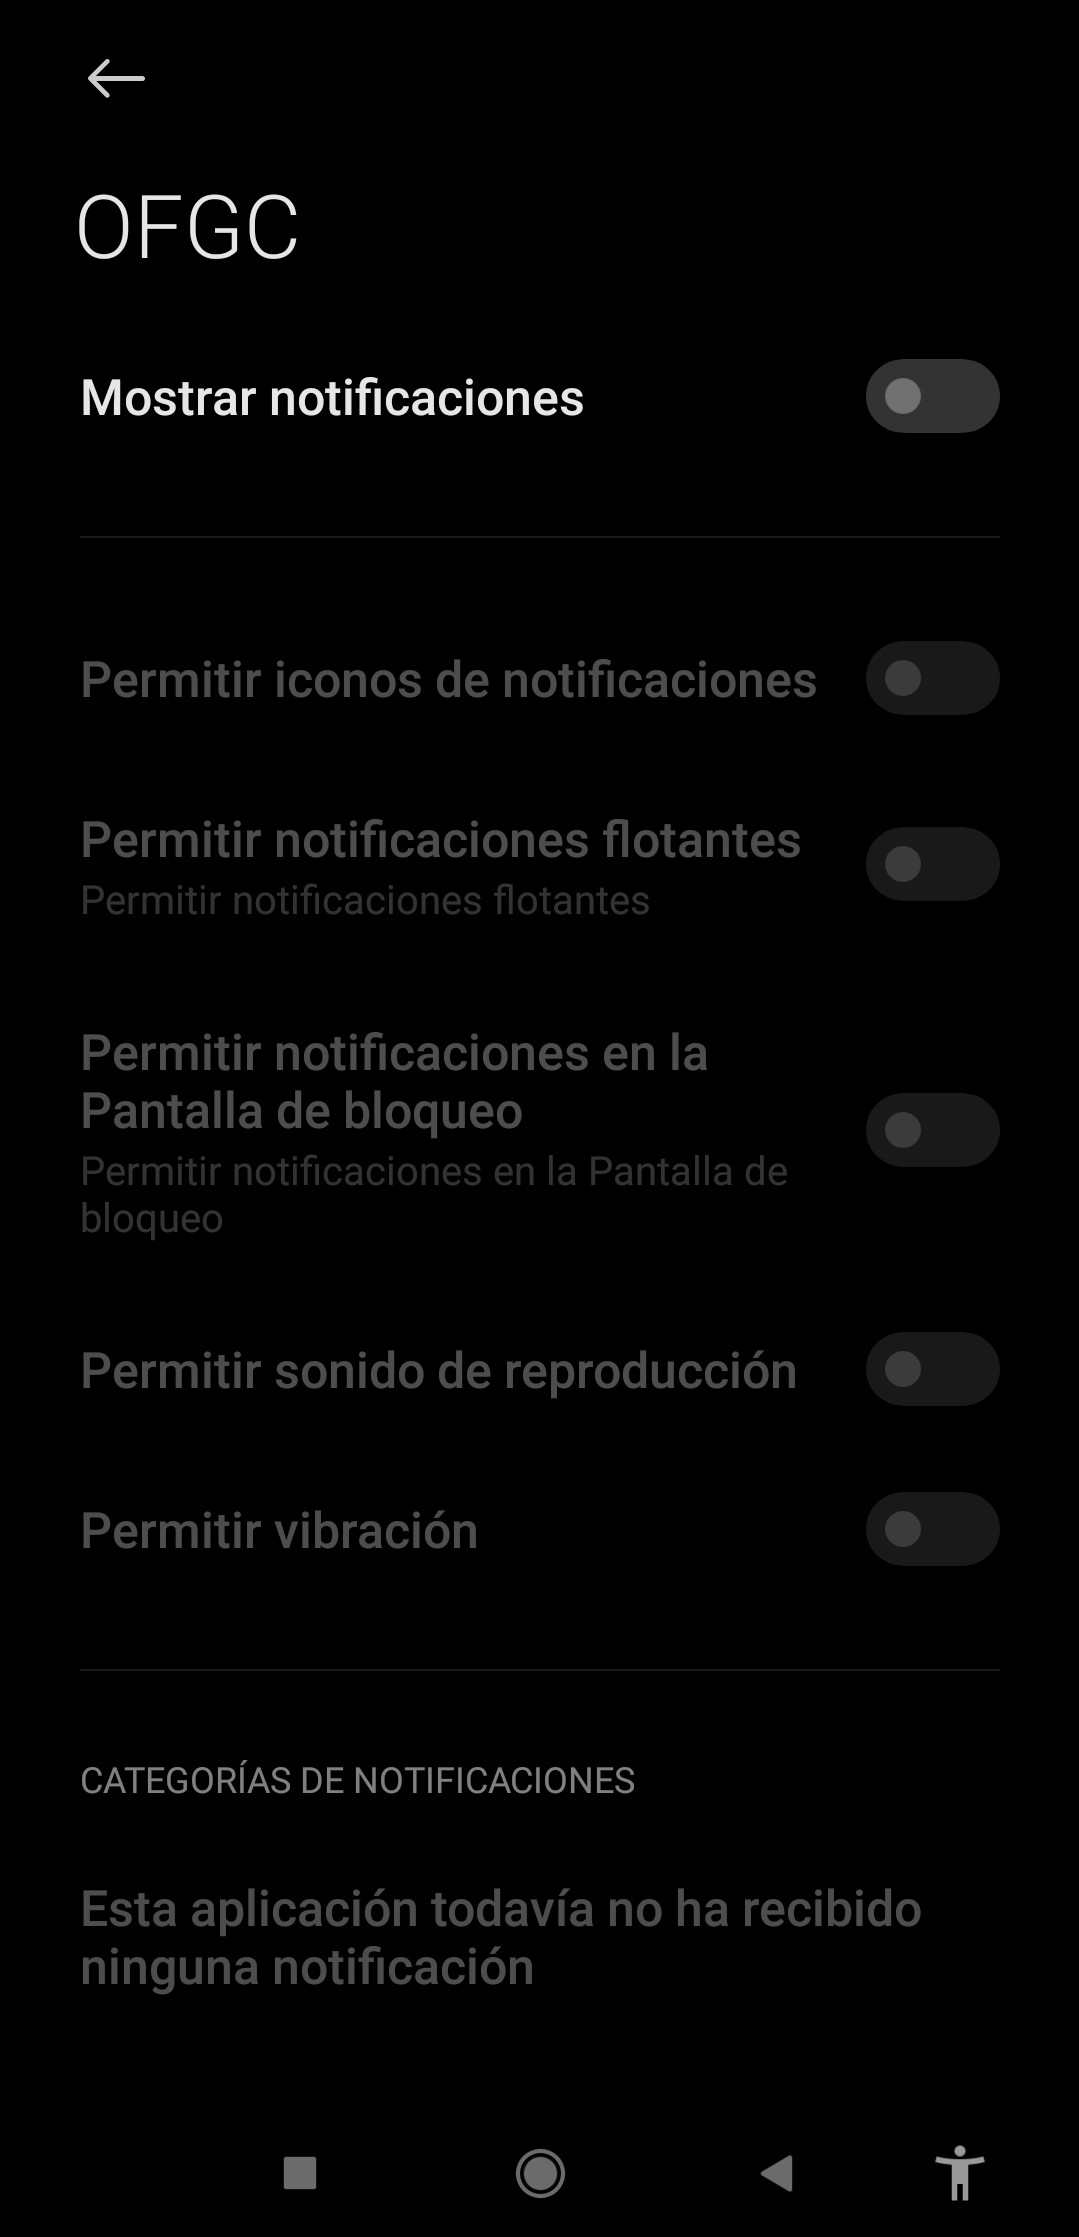 OFGC
Mostrar notificaciones
Permitir iconos de notificaciones
Permitir notificaciones flotantes
Permitir notificaciones flotantes
Permitir notificaciones en la
Pantalla de bloqueo
Permitir notificaciones en la Pantalla de
bloqueo
Permitir sonido de reproducción
Permitir vibración
CATEGORÍAS DE NOTIFICACIONES
Esta aplicación todavía no ha recibido
ninguna notificación